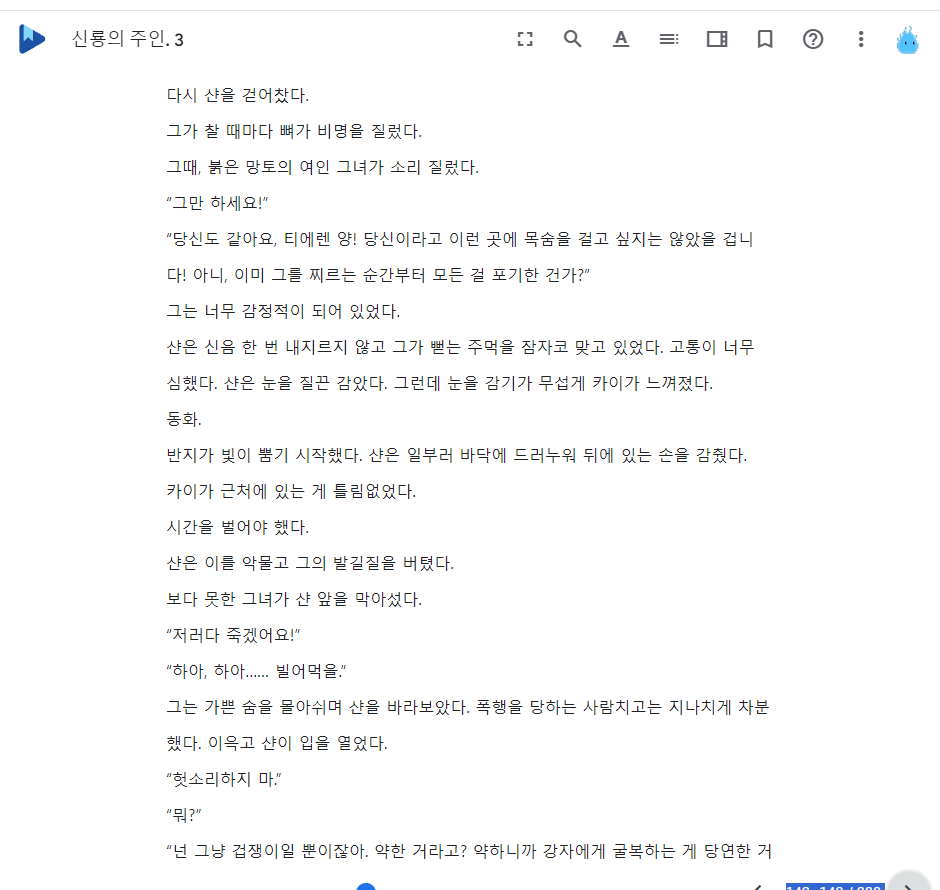 신룡의 주인. 3
다시 샨을 걷어찼다.
그가 찰 때마다 뼈가 비명을 질렀다.
그때, 붉은 망토의 여인 그녀가 소리 질렀다.
“그만 하세요!”
“당신도 같아요, 티에렌 양! 당신이라고 이런 곳에 목숨을 걸고 싶지는 않았을 겁니
다! 아니, 이미 그를 찌르는 순간부터 모든 걸 포기한 건가?”
그는 너무 감정적이 되어 있었다.
샨은 신음 한 번 내지르지 않고 그가 뻗는 주먹을 잠자코 맞고 있었다. 고통이 너무
심했다. 샨은 눈을 질끈 감았다. 그런데 눈을 감기가 무섭게 카이가 느껴졌다.
동화.
반지가 빛이 뿜기 시작했다. 샨은 일부러 바닥에 드러누워 뒤에 있는 손을 감췄다.
카이가 근처에 있는 게 틀림없었다.
시간을 벌어야 했다.
샨은 이를 악물고 그의 발길질을 버텼다.
보다 못한 그녀가 샨 앞을 막아섰다.
“저러다 죽겠어요!”
“하아, 하아…… 빌어먹을.”
그는 가쁜 숨을 몰아쉬며 샨을 바라보았다. 폭행을 당하는 사람치고는 지나치게 차분
했다. 이윽고 샨이 입을 열었다.
“헛소리하지 마.”
“뭐?”
“넌 그냥 겁쟁이일 뿐이잖아. 약한 거라고? 약하니까 강자에게 굴복하는 게 당연한 거